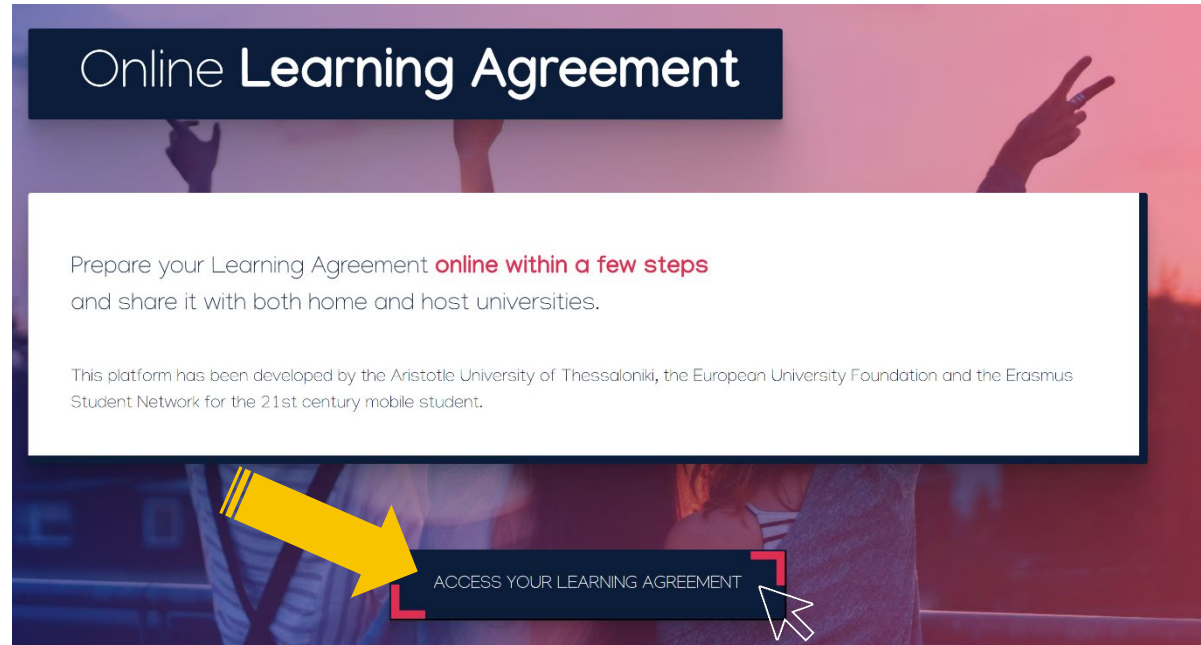 Online Learning Agreement
Prepare your Learning Agreement online within a few steps
and share it with both home and host universities.
This platform has been developed by the Aristotle University of Thessaloniki, the European University Foundation and the Erasmus
Student Network for the 21st century mobile student.
ACCESS YOUR LEARNING AGREEMENT